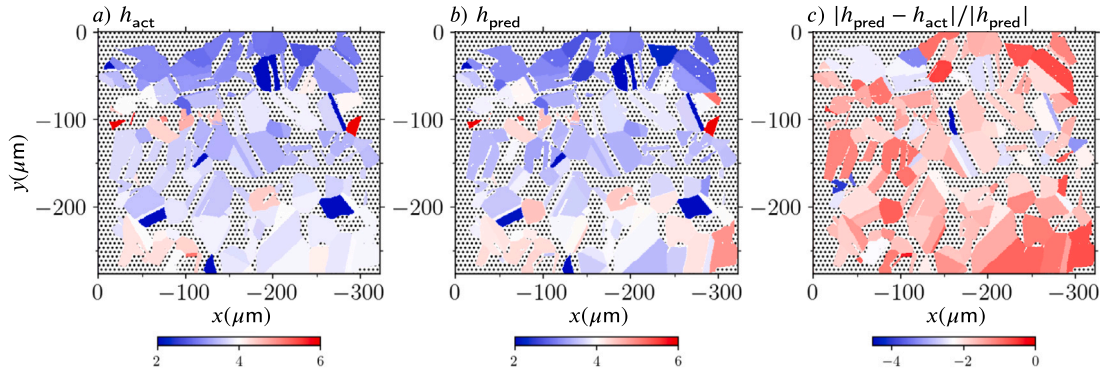 a) h_act
b) h_pred
c) |h_pred − h_act|/|h_pred|
0
−100
−200
y(μm)
0 −100 −200 −300
0 −100 −200 −300
0 −100 −200 −300
x(μm)
x(μm)
x(μm)
2 4 6
2 4 6
−4 −2 0